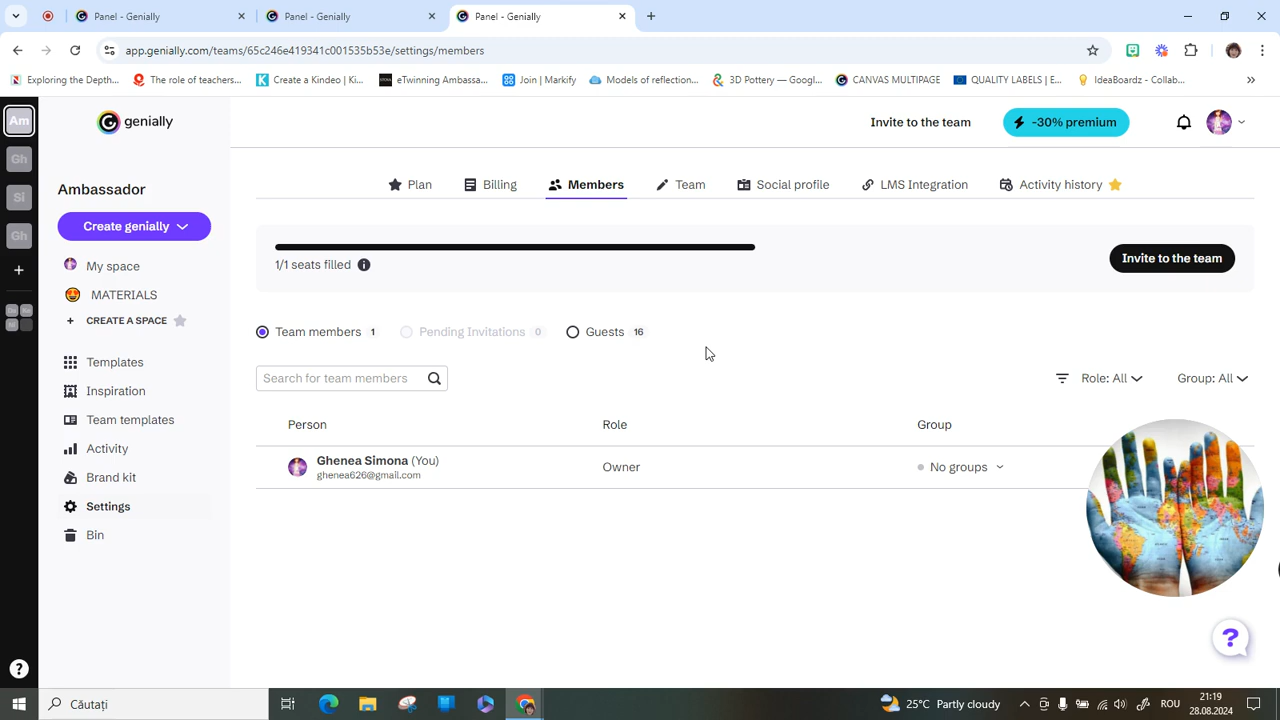 Panel - Genially
Panel - Genially
Panel - Genially
app.genially.com/teams/65c246e419341c001535b53e/settings/members
Exploring the Depth...
The role of teachers...
Create a Kindeo | Ki...
eTwinning Ambassa...
Join | Markify
Models of reflection...
3D Pottery — Googl...
CANVAS MULTIPAGE
QUALITY LABELS | E...
IdeaBoardz - Collab...
Am
Gh
Si
Gh
genially
Invite to the team
-30% premium
Ambassador
Create genially
My space
MATERIALS
CREATE A SPACE
Templates
Inspiration
Team templates
Activity
Brand kit
Settings
Bin
Plan
Billing
Members
Team
Social profile
LMS Integration
Activity history
1/1 seats filled
Invite to the team
Team members 1
Pending Invitations 0
Guests 16
Search for team members
Role: All
Group: All
Person
Role
Group
Ghenea Simona (You)
ghenea626@gmail.com
Owner
No groups
Căutați
25°C Partly cloudy
ROU
21:19
28.08.2024